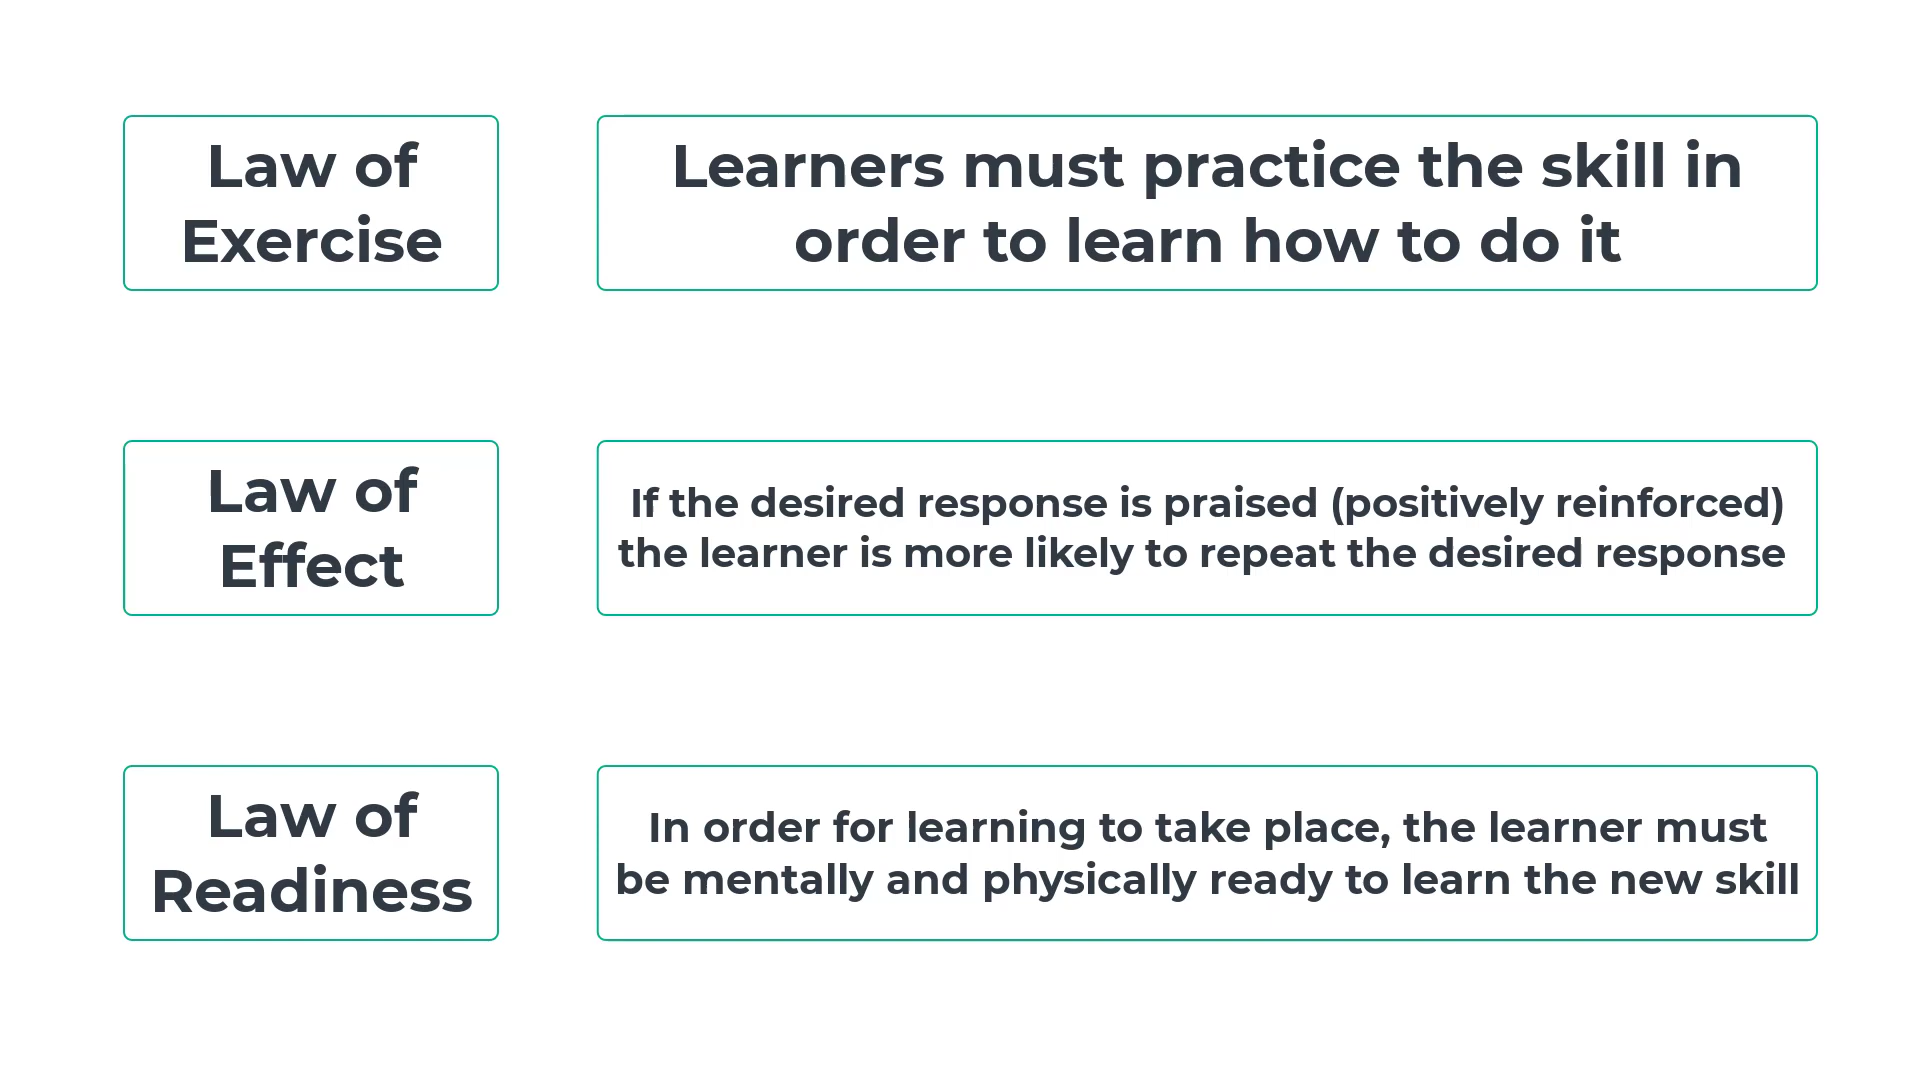 Law of
Exercise
Learners must practice the skill in
order to learn how to do it
Law of
Effect
If the desired response is praised (positively reinforced)
the learner is more likely to repeat the desired response
Law of
Readiness
In order for learning to take place, the learner must
be mentally and physically ready to learn the new skill